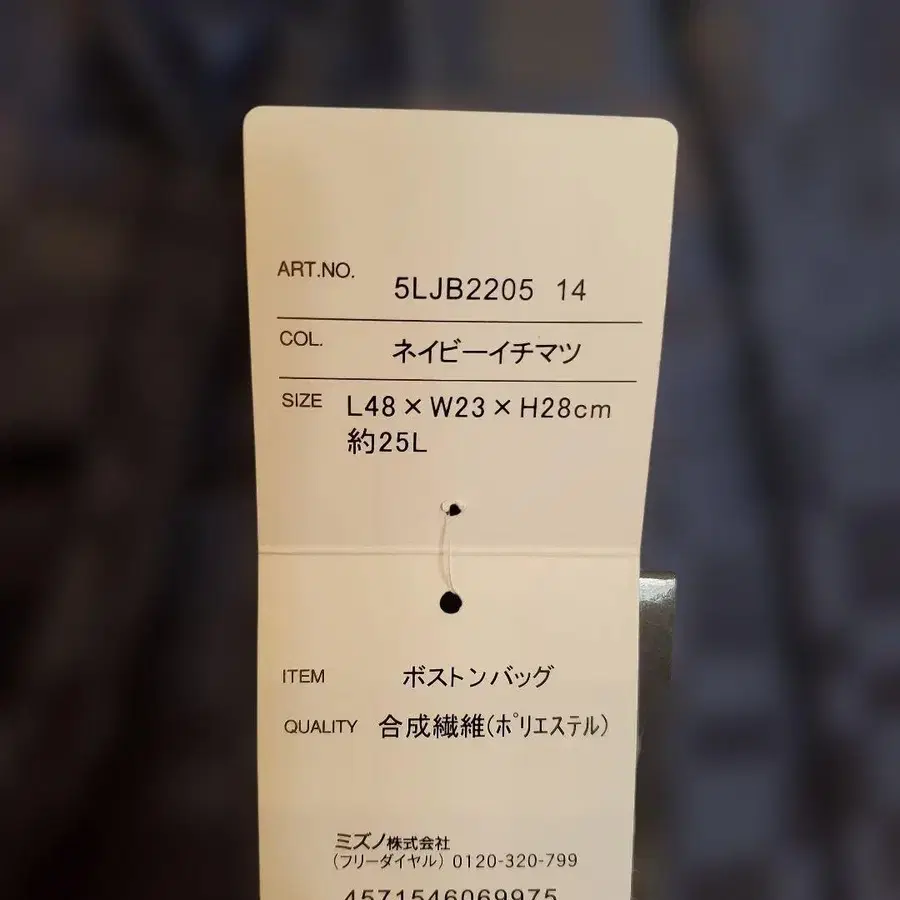 ART.NO. 5LJB2205 14
COL. ネイビーイチマツ
SIZE L48×W23×H28cm
約25L
ITEM ボストンバッグ
QUALITY 合成繊維(ポリエステル)
ミズノ株式会社
(フリーダイヤル) 0120-320-799
4571546069975